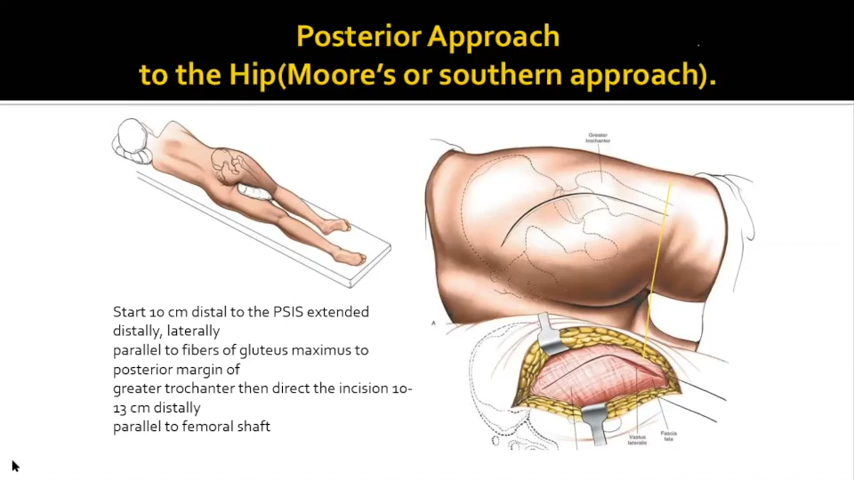 Posterior Approach
to the Hip(Moore's or southern approach).
Greater
trochanter
Start 10 cm distal to the PSIS extended
distally, laterally
parallel to fibers of gluteus maximus to
posterior margin of
greater trochanter then direct the incision 10-
13 cm distally
parallel to femoral shaft
A
Vastus
lateralis
Fascia
lata